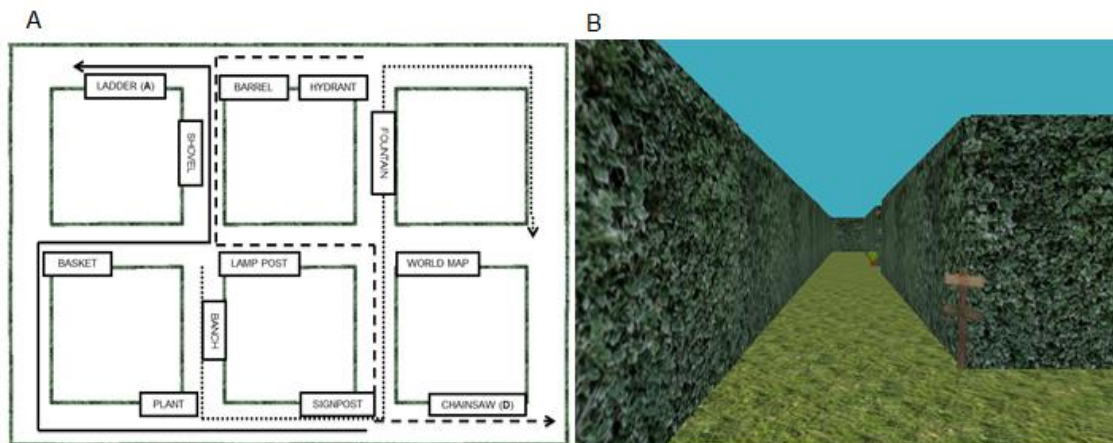 A
B
LADDER (A)
BARREL
HYDRANT
SHOVEL
FOUNTAIN
BASKET
LAMP POST
WORLD MAP
BANCH
PLANT
SIGNPOST
CHAINSAW (D)